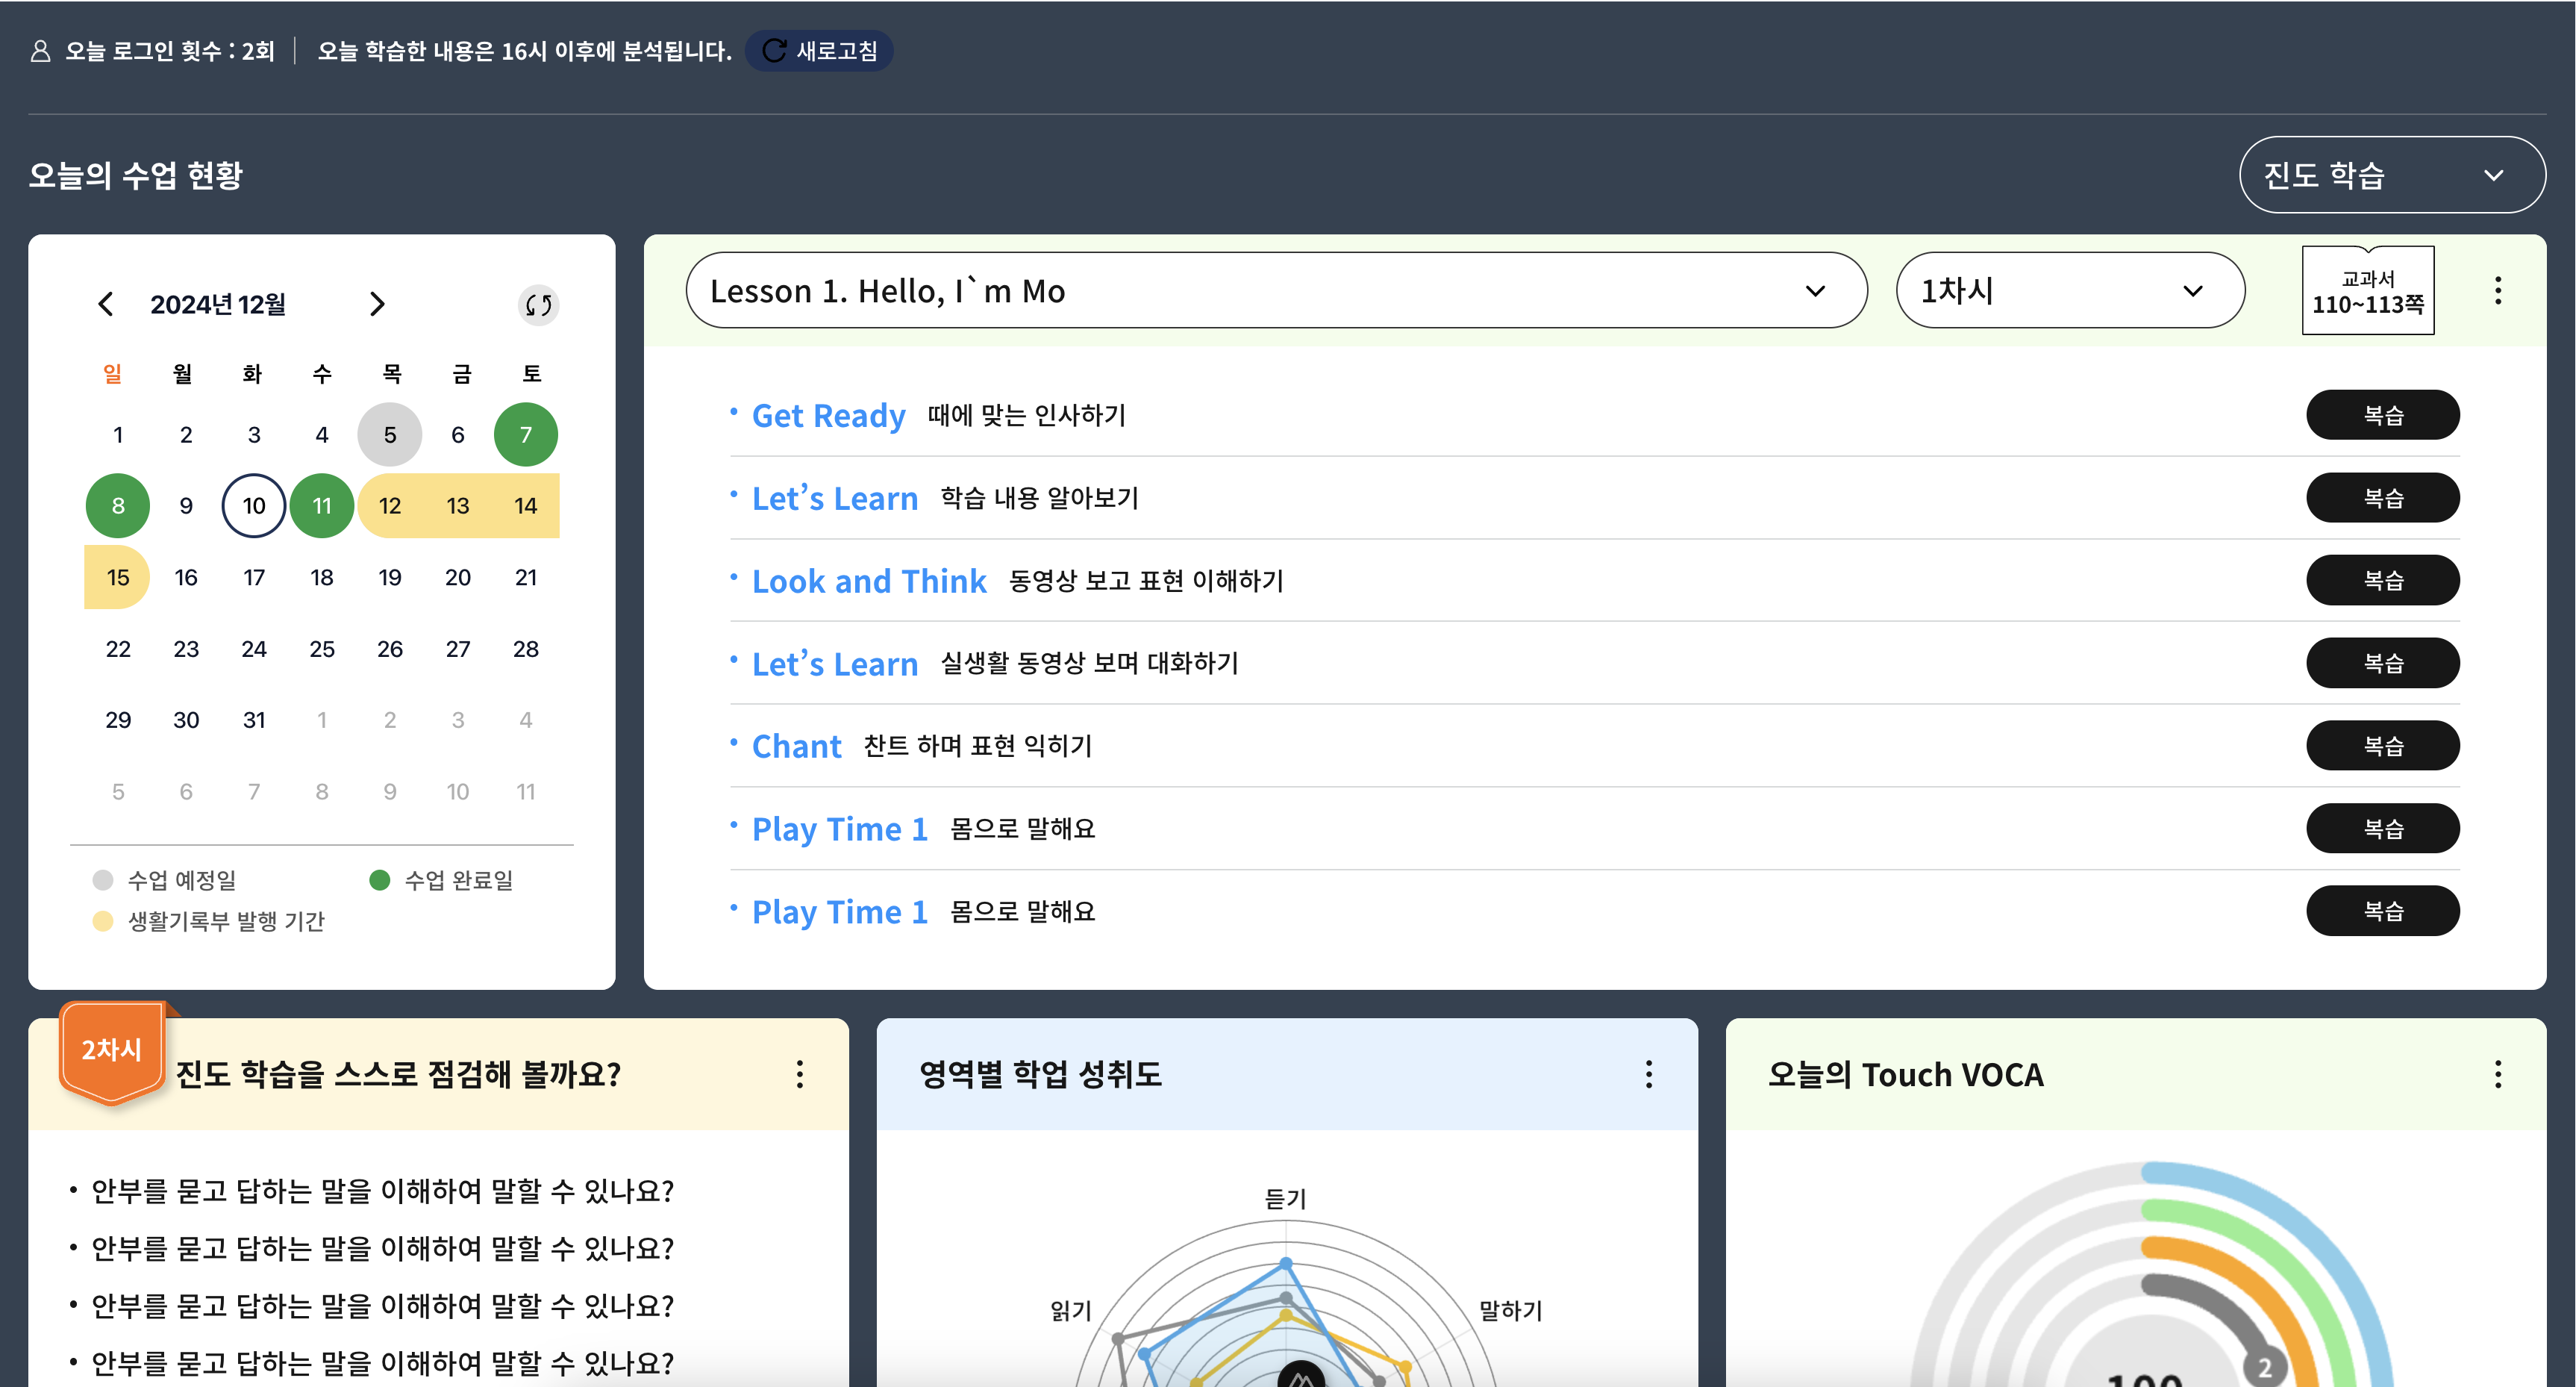 오늘 로그인 횟수 : 2회 오늘 학습한 내용은 16시 이후에 분석됩니다. 새로고침
오늘의 수업 현황
진도 학습
2024년 12월
일 월 화 수 목 금 토
1 2 3 4 5 6 7
8 9 10 11 12 13 14
15 16 17 18 19 20 21
22 23 24 25 26 27 28
29 30 31 1 2 3 4
5 6 7 8 9 10 11
수업 예정일 수업 완료일
생활기록부 발행 기간
Lesson 1. Hello, I`m Mo
1차시
교과서
110~113쪽
• Get Ready 때에 맞는 인사하기 복습
• Let’s Learn 학습 내용 알아보기 복습
• Look and Think 동영상 보고 표현 이해하기 복습
• Let’s Learn 실생활 동영상 보며 대화하기 복습
• Chant 찬트 하며 표현 익히기 복습
• Play Time 1 몸으로 말해요 복습
• Play Time 1 몸으로 말해요 복습
2차시
진도 학습을 스스로 점검해 볼까요?
• 안부를 묻고 답하는 말을 이해하여 말할 수 있나요?
• 안부를 묻고 답하는 말을 이해하여 말할 수 있나요?
• 안부를 묻고 답하는 말을 이해하여 말할 수 있나요?
• 안부를 묻고 답하는 말을 이해하여 말할 수 있나요?
영역별 학업 성취도
듣기
읽기
말하기
오늘의 Touch VOCA
2